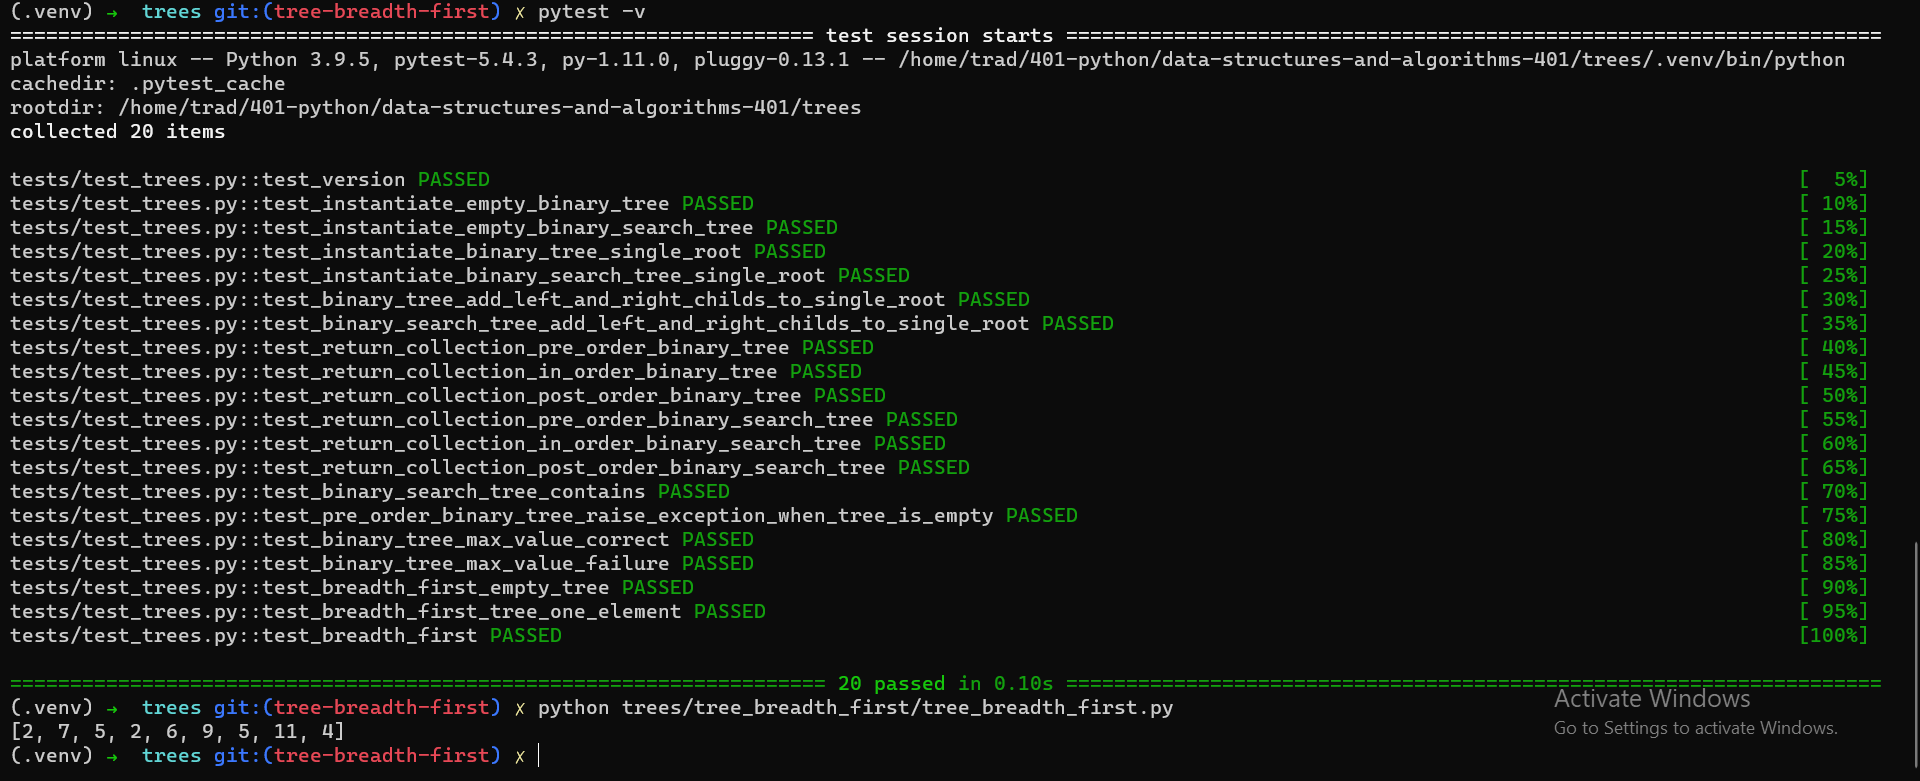 (.venv) → trees git:(tree-breadth-first) ✗ pytest -v
=================================================================== test session starts ====================================================================
platform linux -- Python 3.9.5, pytest-5.4.3, py-1.11.0, pluggy-0.13.1 -- /home/trad/401-python/data-structures-and-algorithms-401/trees/.venv/bin/python
cachedir: .pytest_cache
rootdir: /home/trad/401-python/data-structures-and-algorithms-401/trees
collected 20 items
tests/test_trees.py::test_version PASSED [  5%]
tests/test_trees.py::test_instantiate_empty_binary_tree PASSED [ 10%]
tests/test_trees.py::test_instantiate_empty_binary_search_tree PASSED [ 15%]
tests/test_trees.py::test_instantiate_binary_tree_single_root PASSED [ 20%]
tests/test_trees.py::test_instantiate_binary_search_tree_single_root PASSED [ 25%]
tests/test_trees.py::test_binary_tree_add_left_and_right_childs_to_single_root PASSED [ 30%]
tests/test_trees.py::test_binary_search_tree_add_left_and_right_childs_to_single_root PASSED [ 35%]
tests/test_trees.py::test_return_collection_pre_order_binary_tree PASSED [ 40%]
tests/test_trees.py::test_return_collection_in_order_binary_tree PASSED [ 45%]
tests/test_trees.py::test_return_collection_post_order_binary_tree PASSED [ 50%]
tests/test_trees.py::test_return_collection_pre_order_binary_search_tree PASSED [ 55%]
tests/test_trees.py::test_return_collection_in_order_binary_search_tree PASSED [ 60%]
tests/test_trees.py::test_return_collection_post_order_binary_search_tree PASSED [ 65%]
tests/test_trees.py::test_binary_search_tree_contains PASSED [ 70%]
tests/test_trees.py::test_pre_order_binary_tree_raise_exception_when_tree_is_empty PASSED [ 75%]
tests/test_trees.py::test_binary_tree_max_value_correct PASSED [ 80%]
tests/test_trees.py::test_binary_tree_max_value_failure PASSED [ 85%]
tests/test_trees.py::test_breadth_first_empty_tree PASSED [ 90%]
tests/test_trees.py::test_breadth_first_tree_one_element PASSED [ 95%]
tests/test_trees.py::test_breadth_first PASSED [100%]
==================================================================== 20 passed in 0.10s ====================================================================
(.venv) → trees git:(tree-breadth-first) ✗ python trees/tree_breadth_first/tree_breadth_first.py
[2, 7, 5, 2, 6, 9, 5, 11, 4]
(.venv) → trees git:(tree-breadth-first) ✗
Activate Windows
Go to Settings to activate Windows.